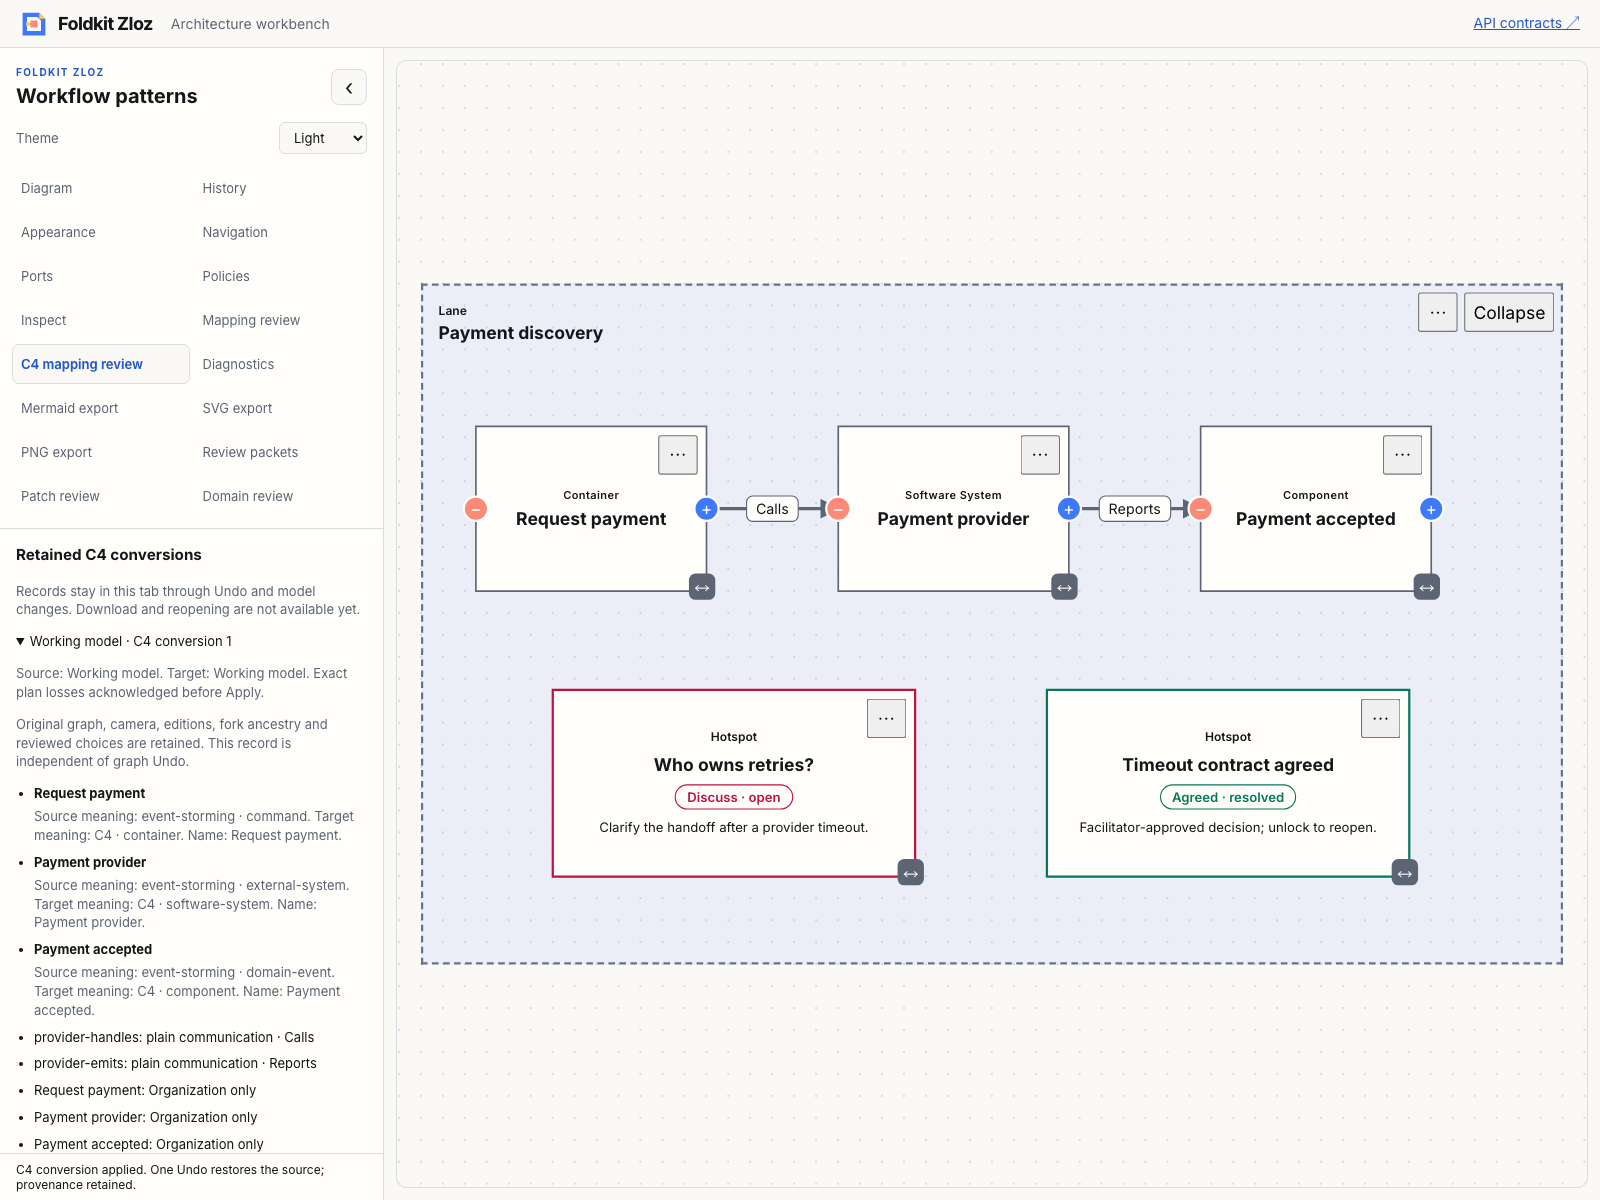 Foldkit Zloz
Architecture workbench
API contracts ↗
FOLDKIT ZLOZ
Workflow patterns
Theme
Light
Diagram
History
Appearance
Navigation
Ports
Policies
Inspect
Mapping review
C4 mapping review
Diagnostics
Mermaid export
SVG export
PNG export
Review packets
Patch review
Domain review
Retained C4 conversions
Records stay in this tab through Undo and model
changes. Download and reopening are not available yet.
▼ Working model · C4 conversion 1
Source: Working model. Target: Working model. Exact
plan losses acknowledged before Apply.
Original graph, camera, editions, fork ancestry and
reviewed choices are retained. This record is
independent of graph Undo.
• Request payment
Source meaning: event-storming · command. Target
meaning: C4 · container. Name: Request payment.
• Payment provider
Source meaning: event-storming · external-system.
Target meaning: C4 · software-system. Name:
Payment provider.
• Payment accepted
Source meaning: event-storming · domain-event.
Target meaning: C4 · component. Name: Payment
accepted.
• provider-handles: plain communication · Calls
• provider-emits: plain communication · Reports
• Request payment: Organization only
• Payment provider: Organization only
• Payment accepted: Organization only
C4 conversion applied. One Undo restores the source;
provenance retained.
Lane
Payment discovery
···
Collapse
···
Container
Request payment
Calls
···
Software System
Payment provider
Reports
···
Component
Payment accepted
···
Hotspot
Who owns retries?
Discuss · open
Clarify the handoff after a provider timeout.
···
Hotspot
Timeout contract agreed
Agreed · resolved
Facilitator-approved decision; unlock to reopen.